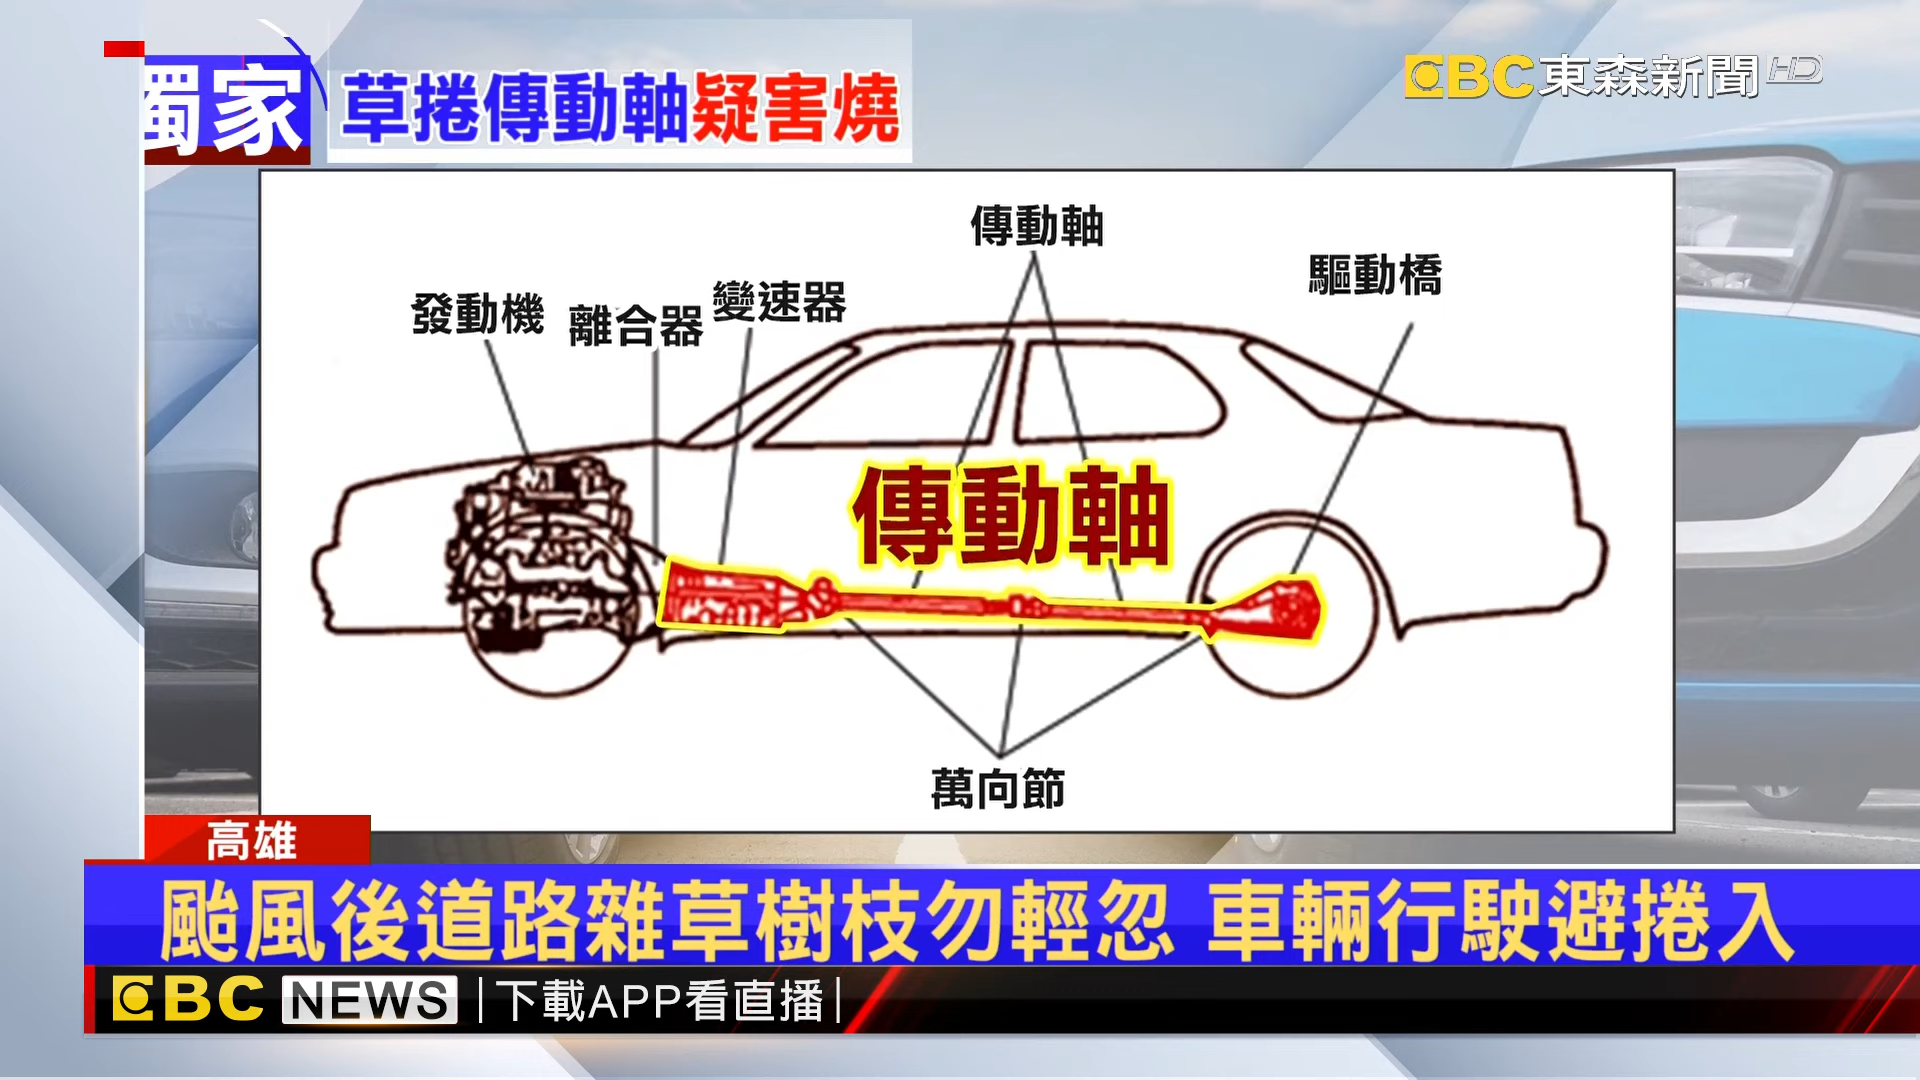 獨家
草捲傳動軸疑害燒
EBC東森新聞HD
傳動軸
驅動橋
發動機
離合器
變速器
傳動軸
萬向節
高雄
颱風後道路雜草樹枝勿輕忽 車輛行駛避捲入
EBC NEWS |下載APP看直播|